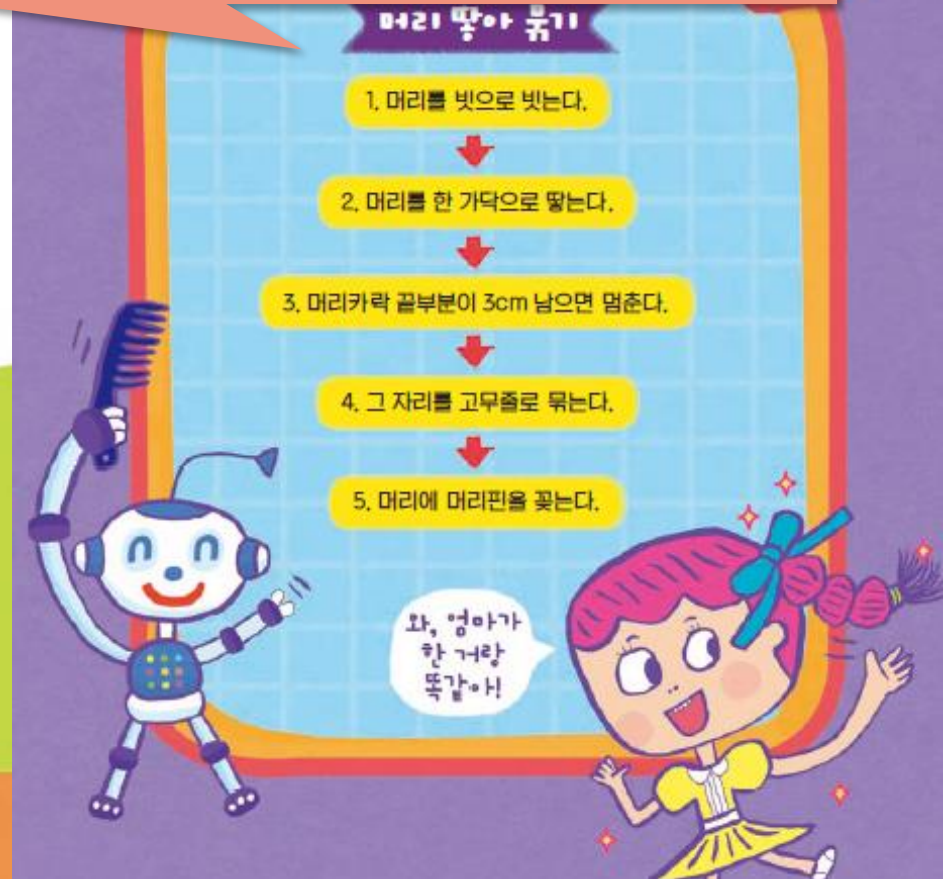 머리 땋아 묶기
1. 머리를 빗으로 빗는다.
2. 머리를 한 가닥으로 땋는다.
3. 머리카락 끝부분이 3cm 남으면 멈춘다.
4. 그 자리를 고무줄로 묶는다.
5. 머리에 머리핀을 꽂는다.
와, 엄마가
한 거랑
똑같아!